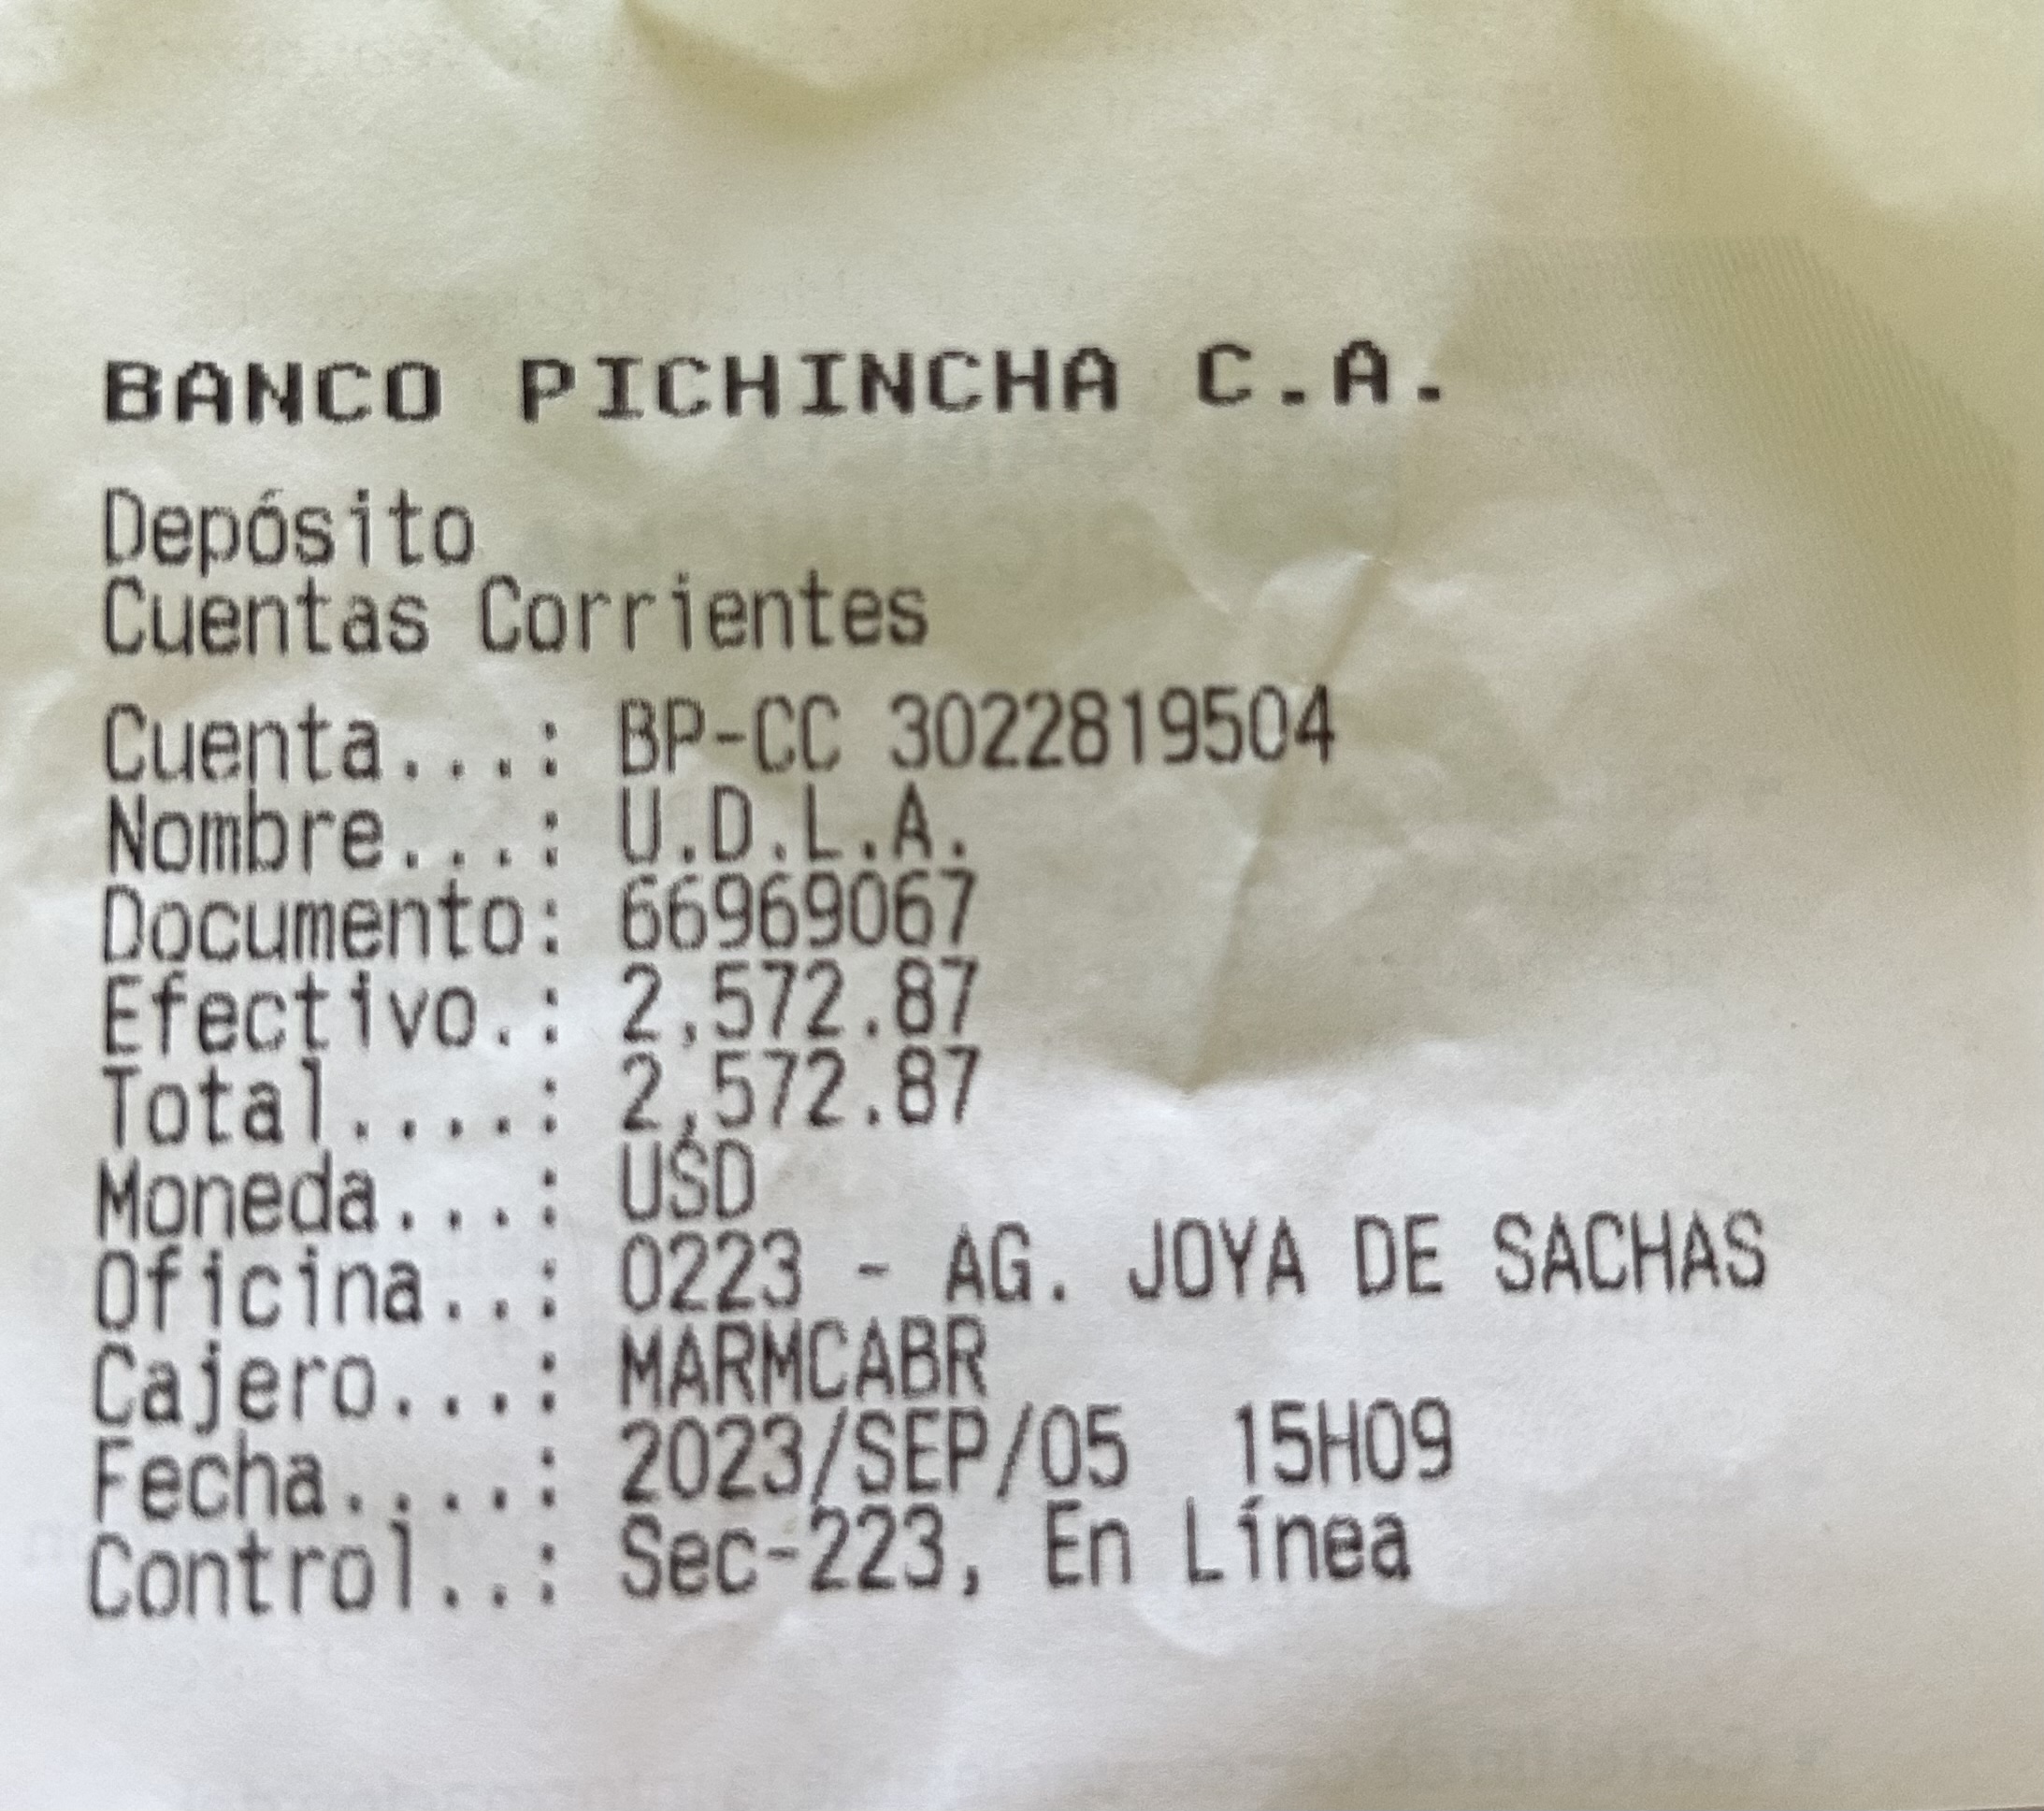 BANCO PICHINCHA C.A.
Depósito
Cuentas Corrientes
Cuenta...: BP-CC 3022819504
Nombre...: U.D.L.A.
Documento: 66969067
Efectivo.: 2,572.87
Total....: 2,572.87
Moneda...: USD
Oficina..: 0223 - AG. JOYA DE SACHAS
Cajero...: MARMCABR
Fecha....: 2023/SEP/05  15H09
Control..: Sec-223, En Línea